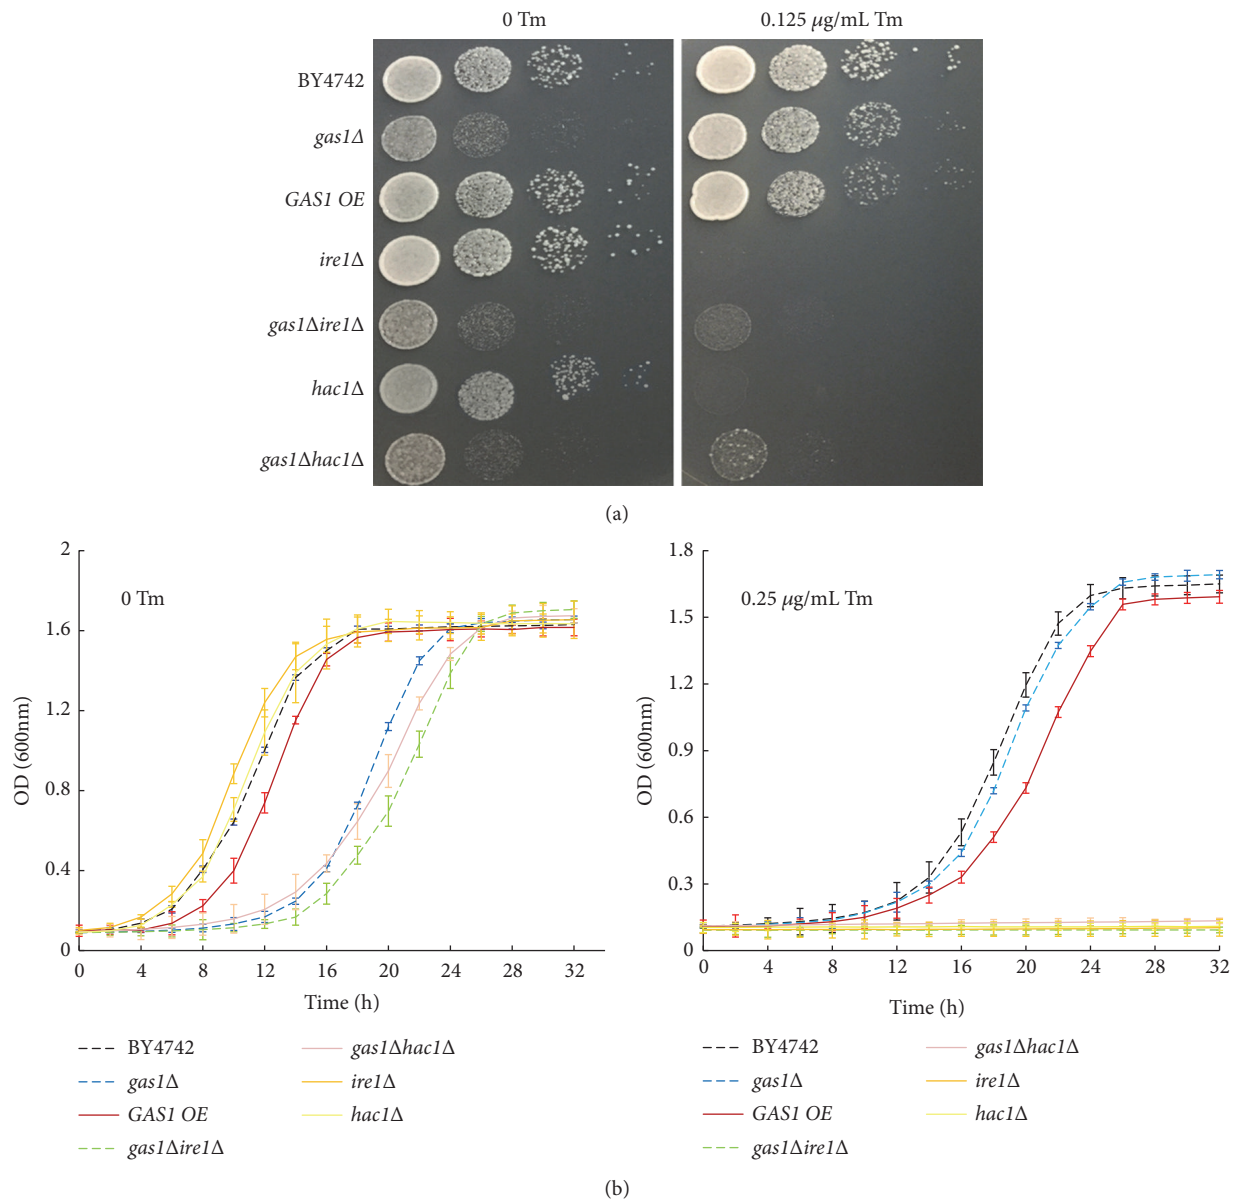 (a)
0 Tm
0.125 μg/mL Tm
BY4742
gas1Δ
GAS1 OE
ire1Δ
gas1Δire1Δ
hac1Δ
gas1Δhac1Δ
(a)
2
1.6
1.2
0.8
0.4
0
OD (600nm)
0 Tm
0 4 8 12 16 20 24 28 32
Time (h)
BY4742
gas1Δ
GAS1 OE
gas1Δire1Δ
gas1Δhac1Δ
ire1Δ
hac1Δ
1.8
1.5
1.2
0.9
0.6
0.3
0
OD (600nm)
0.25 μg/mL Tm
0 4 8 12 16 20 24 28 32
Time (h)
BY4742
gas1Δ
GAS1 OE
gas1Δire1Δ
gas1Δhac1Δ
ire1Δ
hac1Δ
(b)